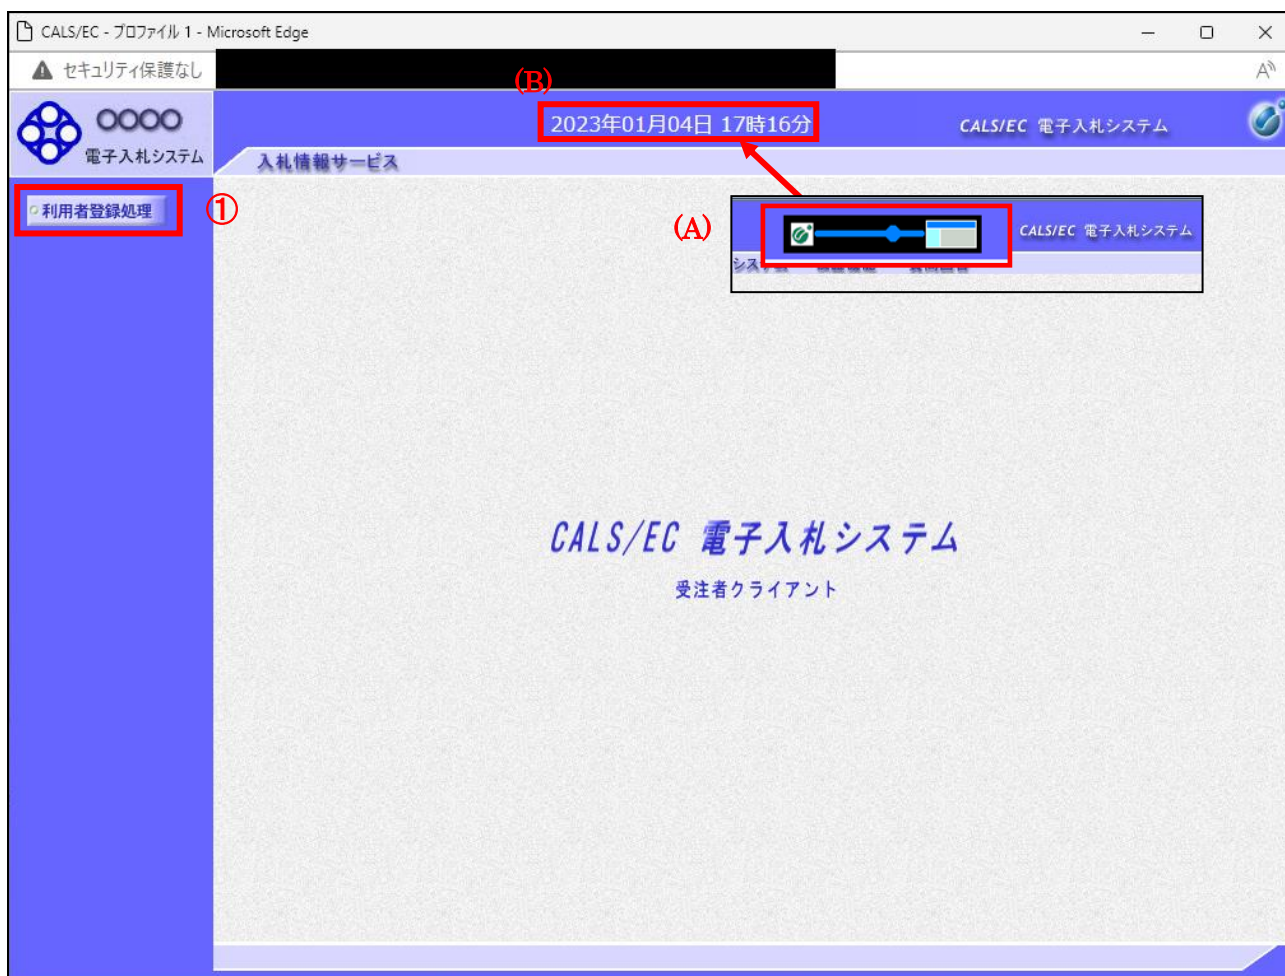 CALS/EC - プロファイル 1 - Microsoft Edge
セキュリティ保護なし
(B)
〇〇〇〇
電子入札システム
2023年01月04日 17時16分
CALS/EC 電子入札システム
入札情報サービス
利用者登録処理
①
(A)
CALS/EC 電子入札システム
CALS/EC 電子入札システム
受注者クライアント